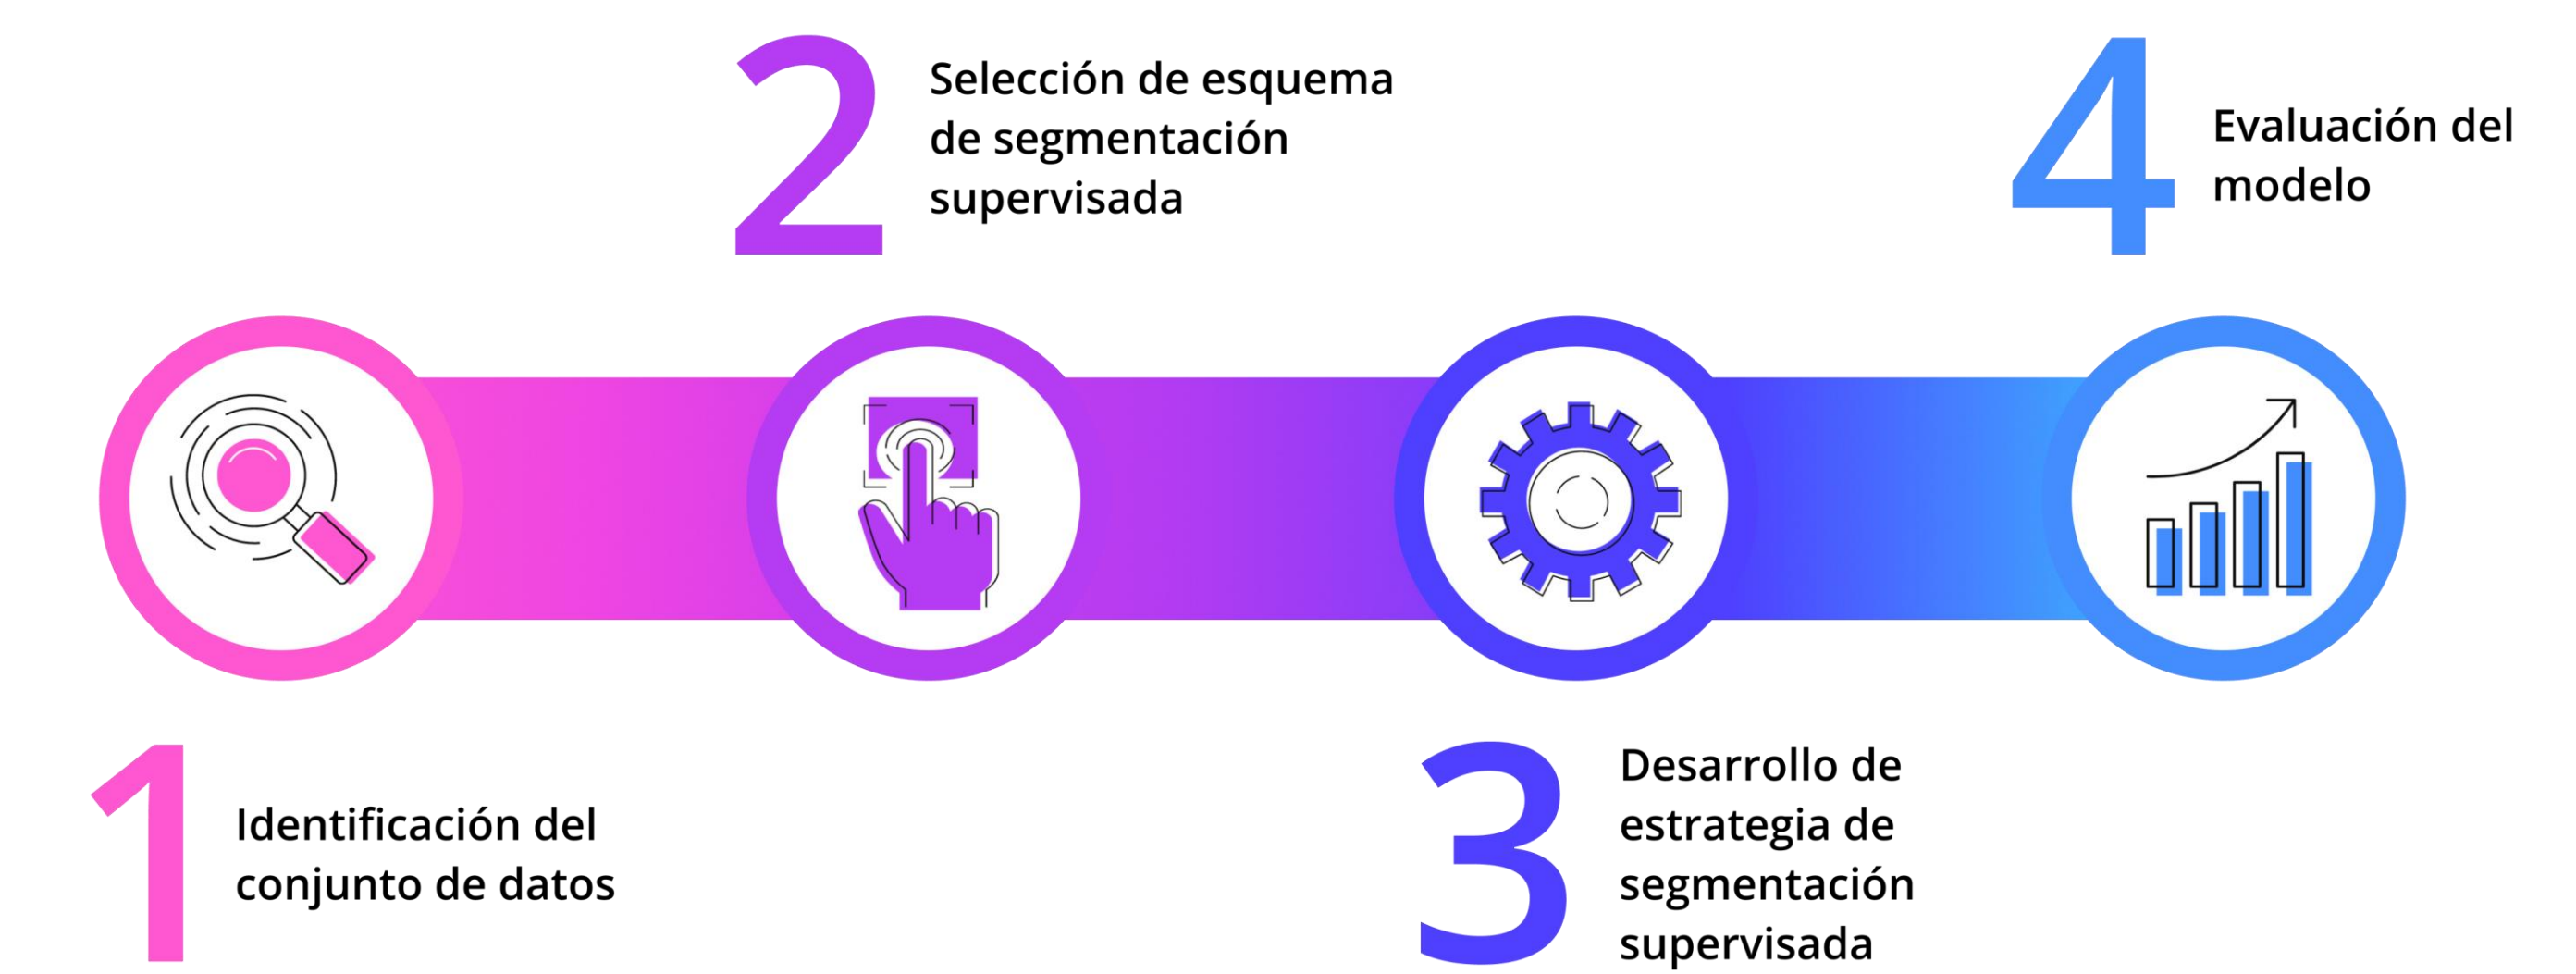 1
Identificación del
conjunto de datos
2
Selección de esquema
de segmentación
supervisada
3
Desarrollo de
estrategia de
segmentación
supervisada
4
Evaluación del
modelo